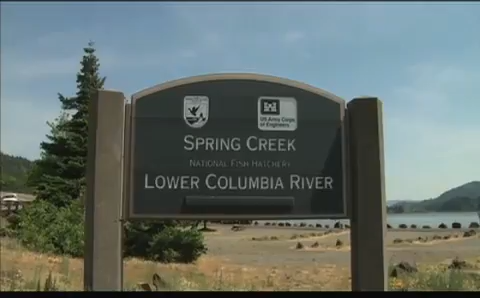 US Army Corps
of Engineers
SPRING CREEK
NATIONAL FISH HATCHERY
LOWER COLUMBIA RIVER